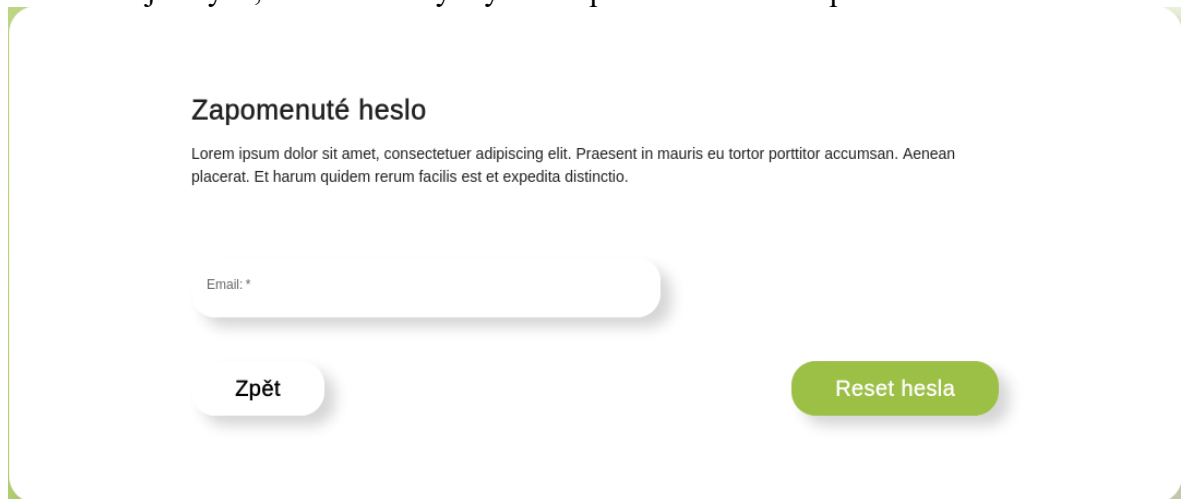 Zapomenuté heslo
Lorem ipsum dolor sit amet, consectetuer adipiscing elit. Praesent in mauris eu tortor porttitor accumsan. Aenean
placerat. Et harum quidem rerum facilis est et expedita distinctio.
Email: *
Zpět
Reset hesla